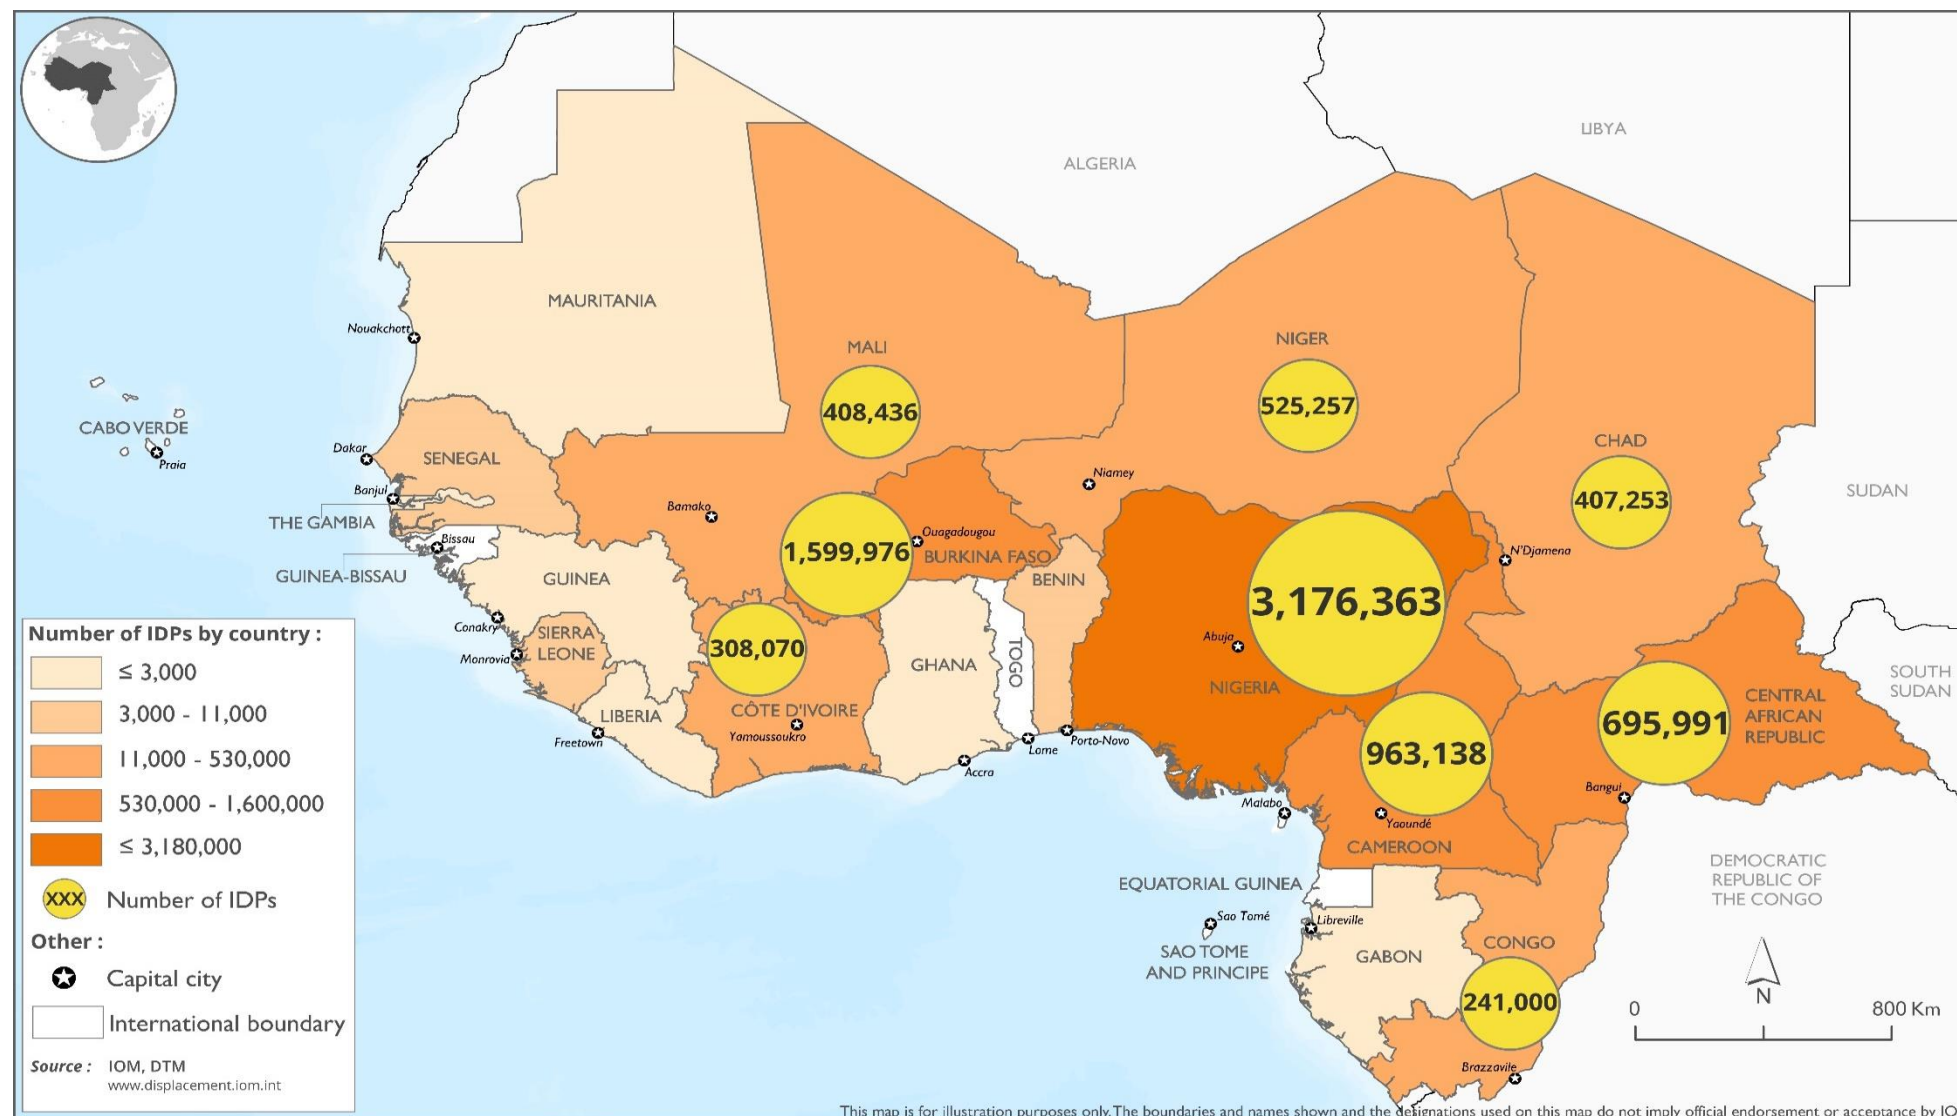 LIBYA
ALGERIA
MAURITANIA
Nouakchott
MALI
408,436
NIGER
525,257
CHAD
407,253
CABO VERDE
Praia
Dakar
SENEGAL
Banjul
THE GAMBIA
Bissau
GUINEA-BISSAU
Bamako
Niamey
SUDAN
1,599,976
Ouagadougou
BURKINA FASO
N'Djamena
GUINEA
BENIN
3,176,363
Conakry
SIERRA
LEONE
Monrovia
308,070
Abuja
TOGO
GHANA
NIGERIA
SOUTH
SUDAN
LIBERIA
Freetown
CÔTE D'IVOIRE
Yamoussoukro
Lome
Porto-Novo
Accra
695,991
CENTRAL
AFRICAN
REPUBLIC
963,138
Bangui
Malabo
Yaoundé
CAMEROON
DEMOCRATIC
REPUBLIC OF
THE CONGO
EQUATORIAL GUINEA
Sao Tomé
Libreville
SAO TOME
AND PRINCIPE
GABON
CONGO
241,000
Brazzavile
N
0
800 Km
Number of IDPs by country :
≤ 3,000
3,000 - 11,000
11,000 - 530,000
530,000 - 1,600,000
≤ 3,180,000
XXX
Number of IDPs
Other :
Capital city
International boundary
Source : IOM, DTM
www.displacement.iom.int
This map is for illustration purposes only. The boundaries and names shown and the designations used on this map do not imply official endorsement or acceptance by